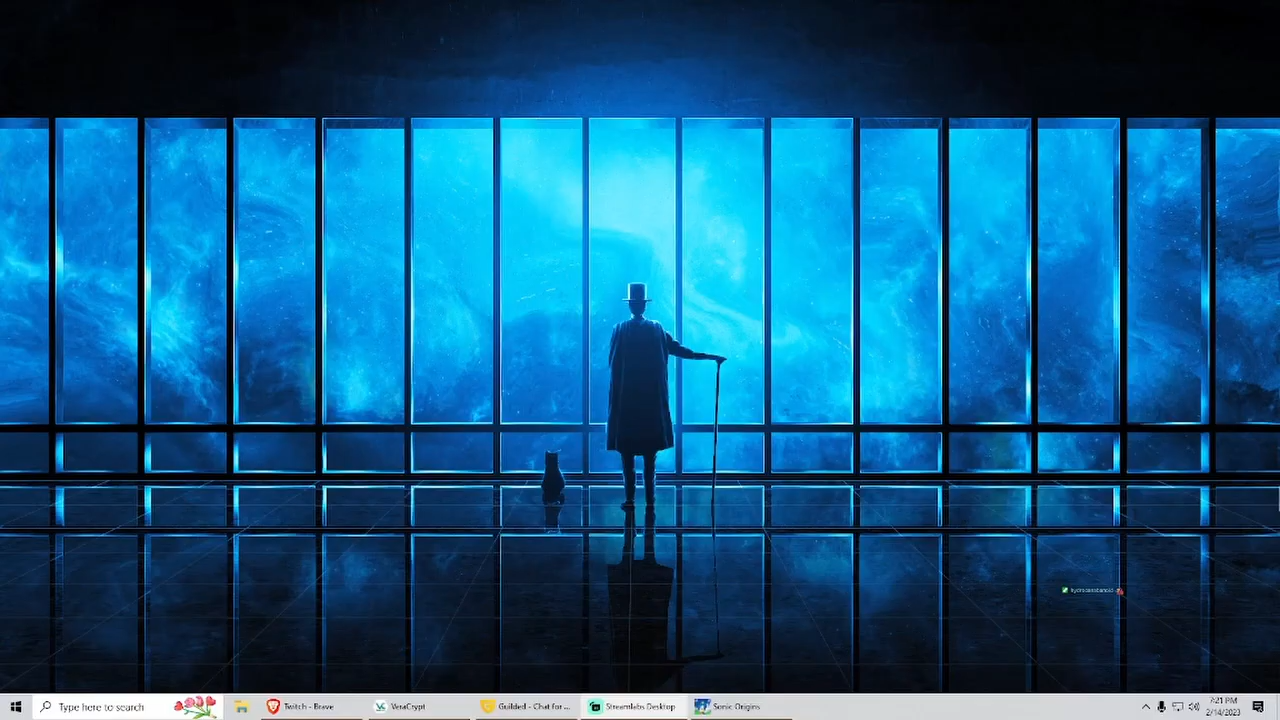 Type here to search
Twitch - Brave
VeraCrypt
Guilded - Chat for ...
Streamlabs Desktop
Sonic Origins
7:21 PM
2/14/2023